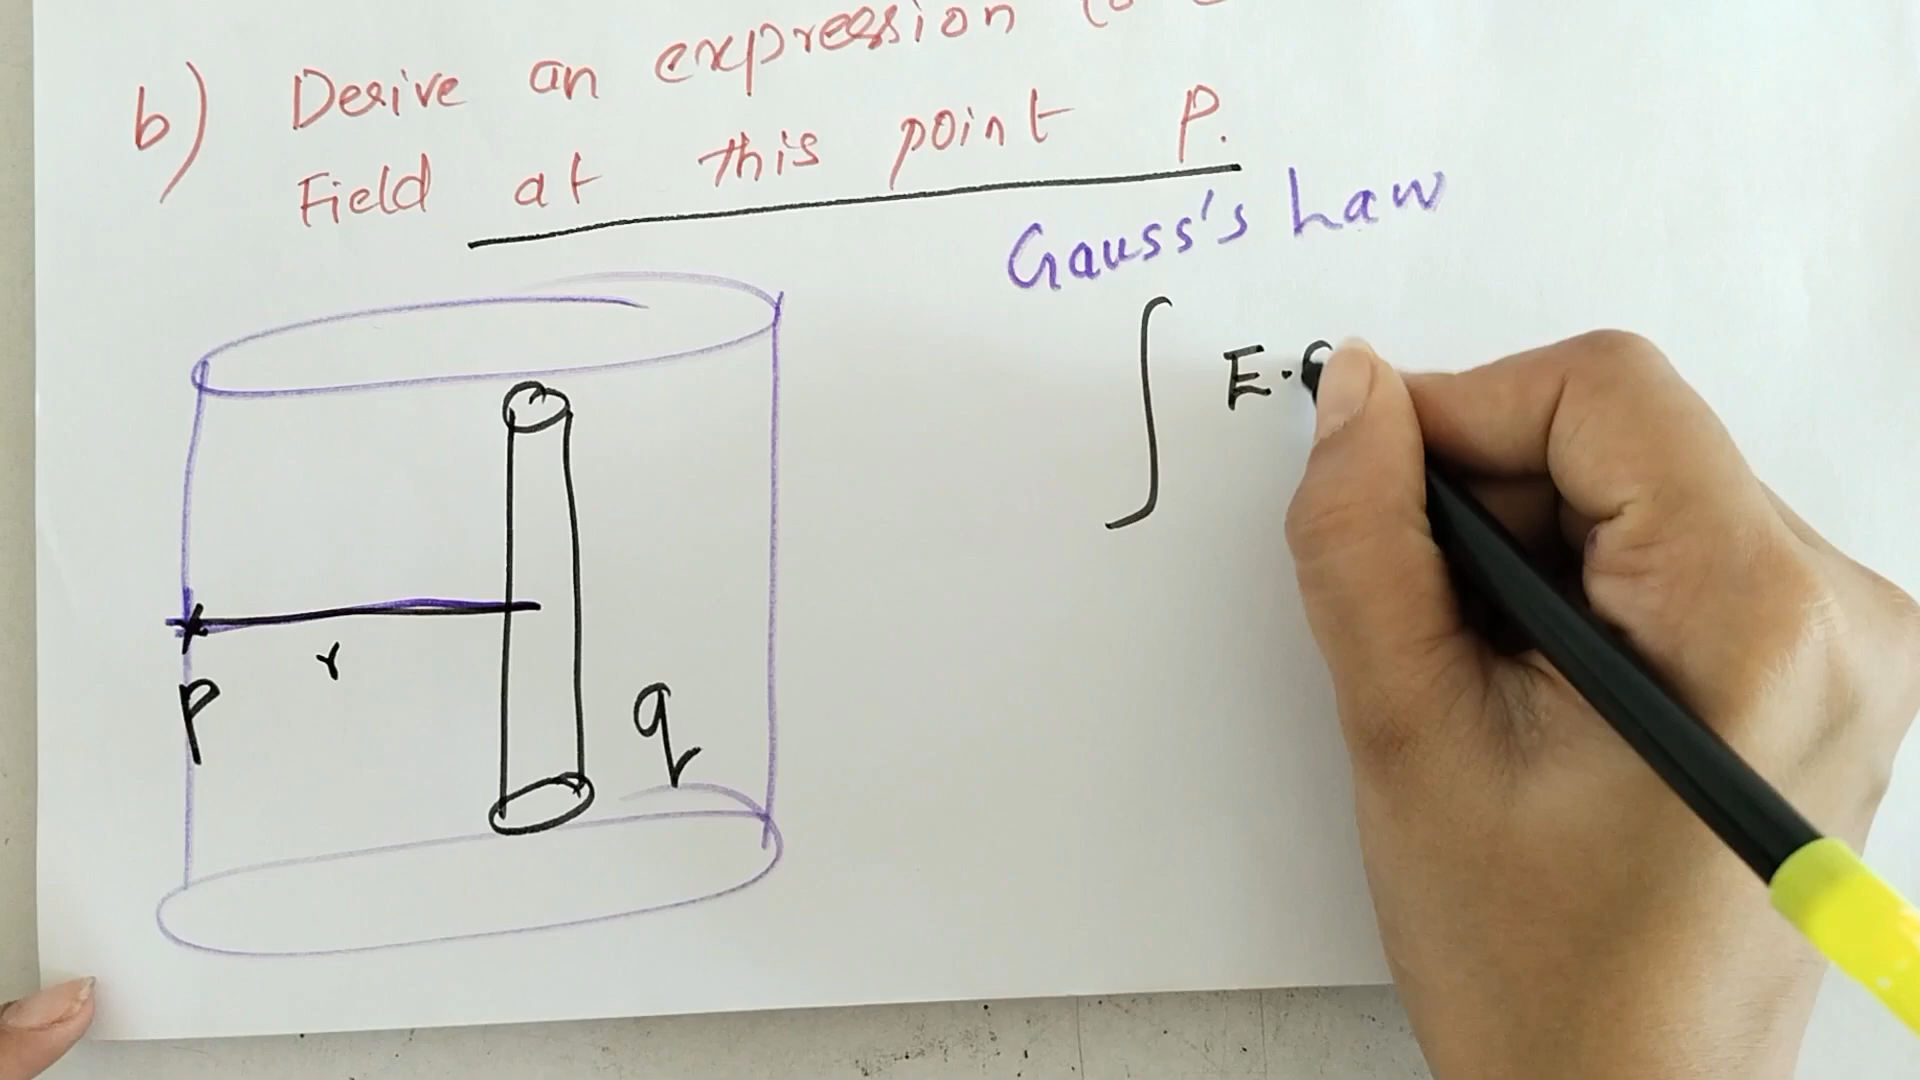 b) Derive an expression
Field at this point P.
Gauss's Law
∫ E.
r
P
q